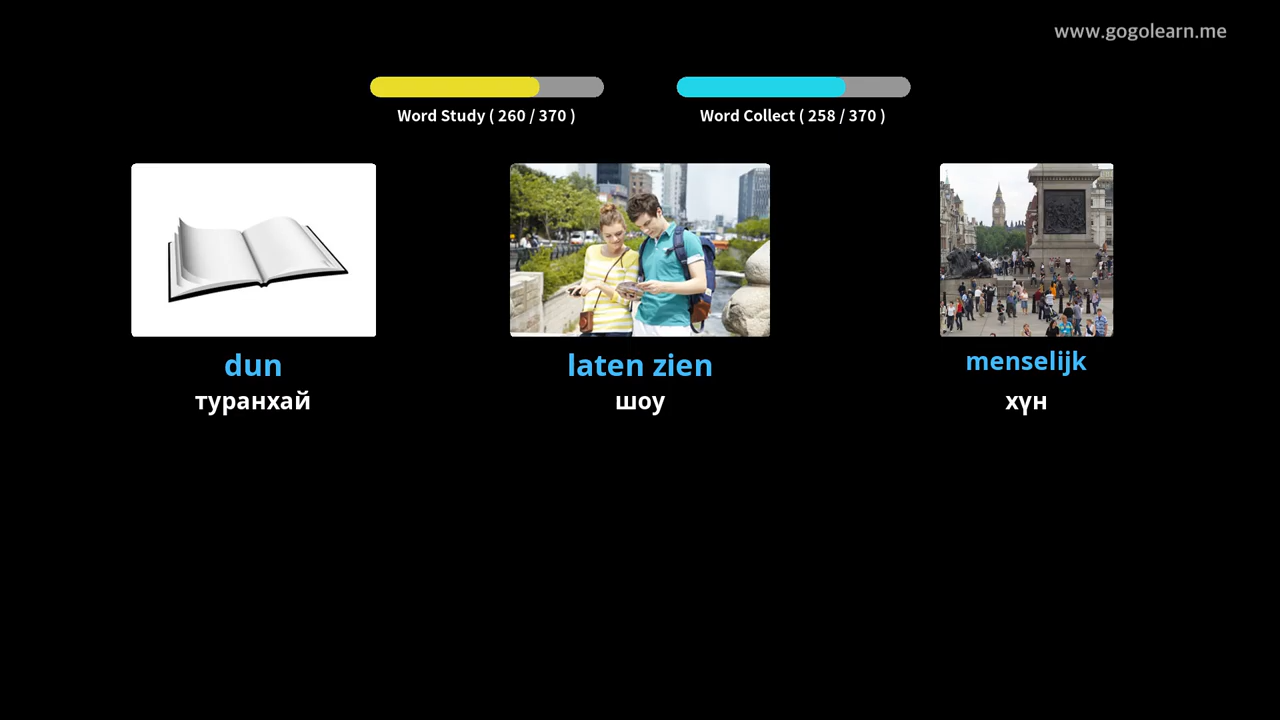 www.gogolearn.me
Word Study ( 260 / 370 )
Word Collect ( 258 / 370 )
dun
туранхай
laten zien
шоу
menselijk
хүн